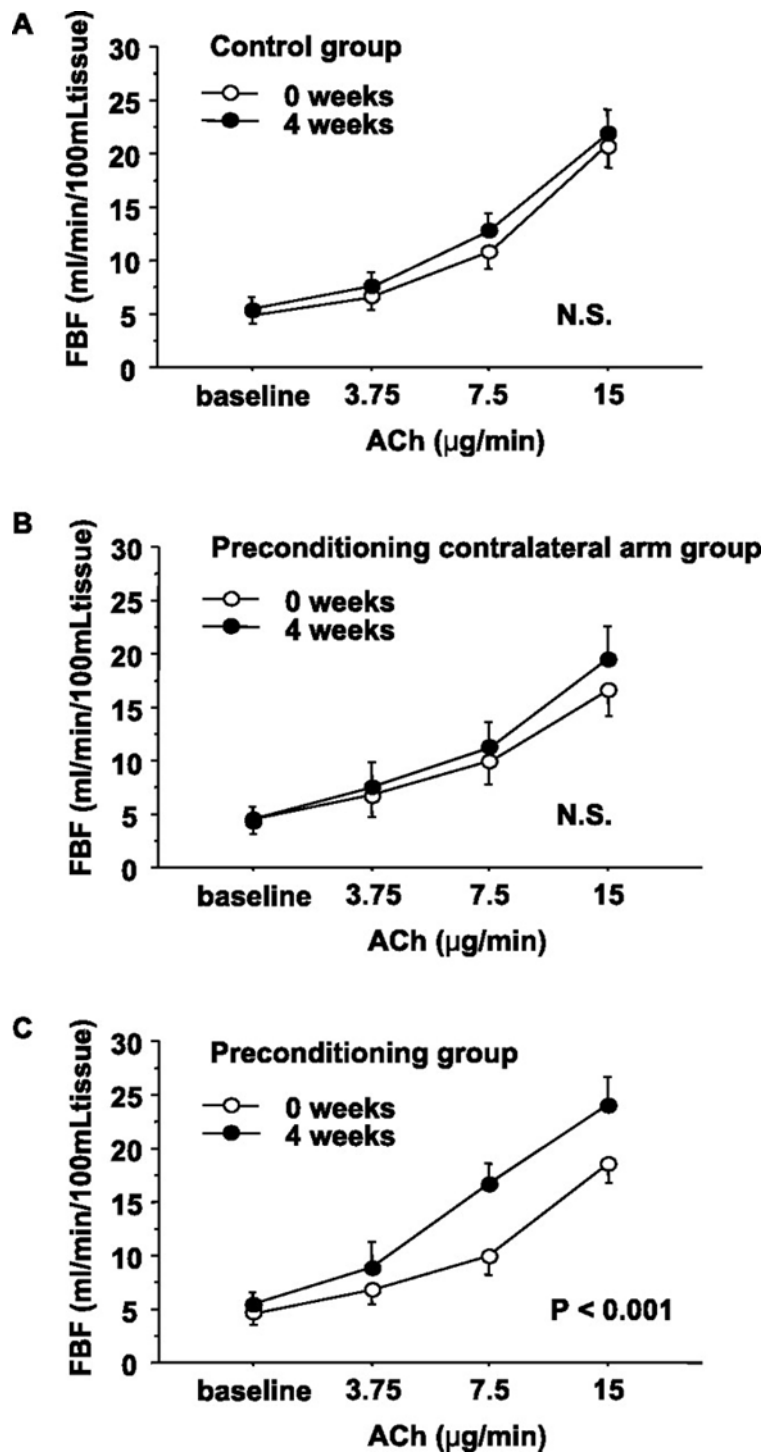 A
Control group
0 weeks
4 weeks
FBF (ml/min/100mLtissue)
30
25
20
15
10
5
0
N.S.
baseline 3.75 7.5 15
ACh (µg/min)
B
Preconditioning contralateral arm group
0 weeks
4 weeks
FBF (ml/min/100mLtissue)
30
25
20
15
10
5
0
N.S.
baseline 3.75 7.5 15
ACh (µg/min)
C
Preconditioning group
0 weeks
4 weeks
FBF (ml/min/100mLtissue)
30
25
20
15
10
5
0
P < 0.001
baseline 3.75 7.5 15
ACh (µg/min)